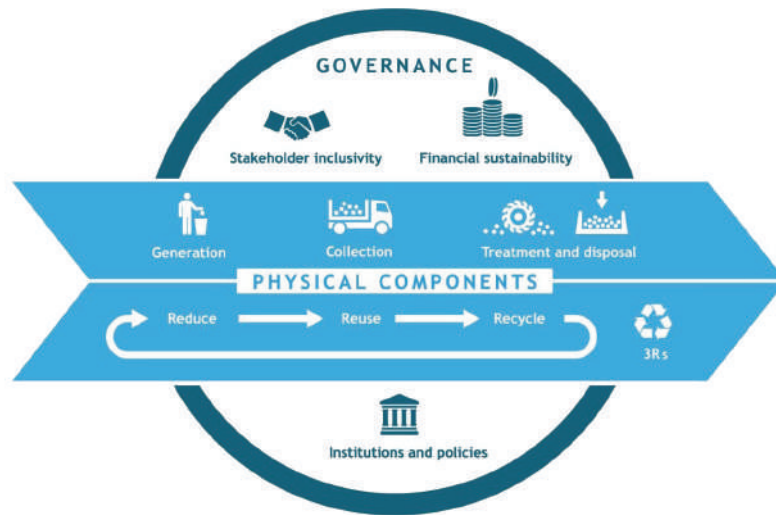 GOVERNANCE
Stakeholder inclusivity
Financial sustainability
Generation
Collection
Treatment and disposal
PHYSICAL COMPONENTS
Reduce
Reuse
Recycle
3Rs
Institutions and policies